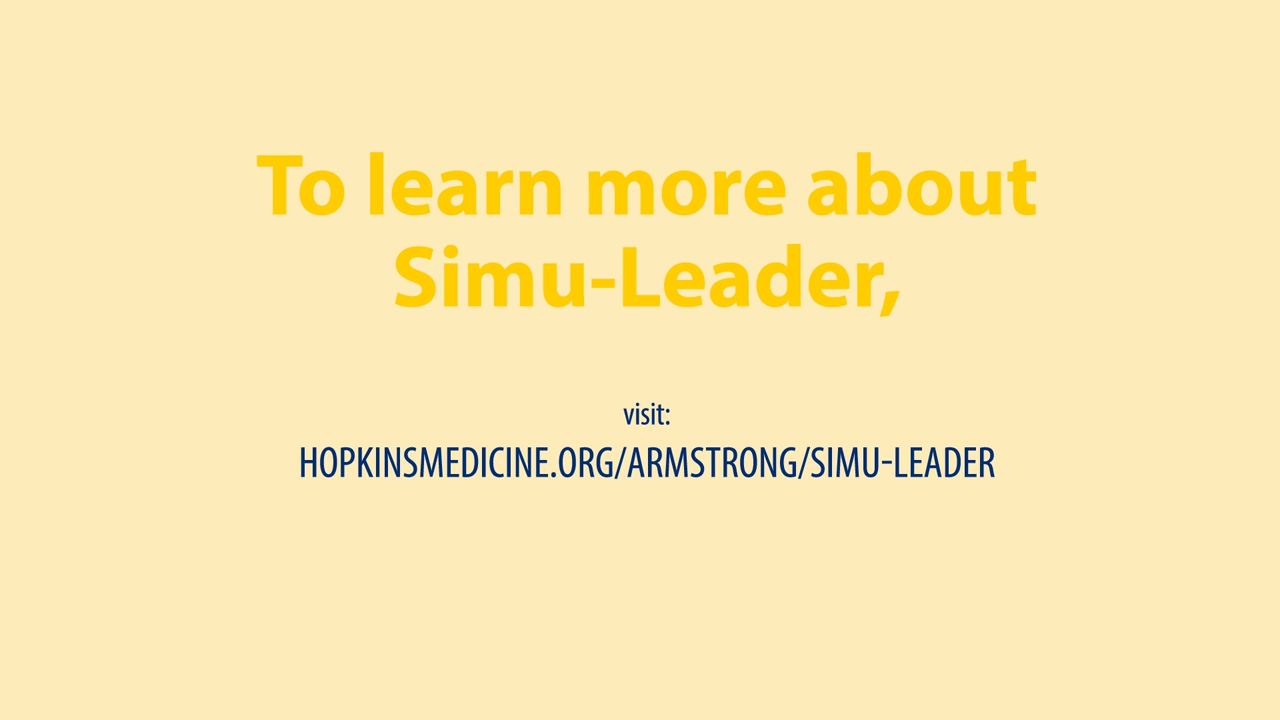 To learn more about
Simu-Leader,
visit:
HOPKINSMEDICINE.ORG/ARMSTRONG/SIMU-LEADER